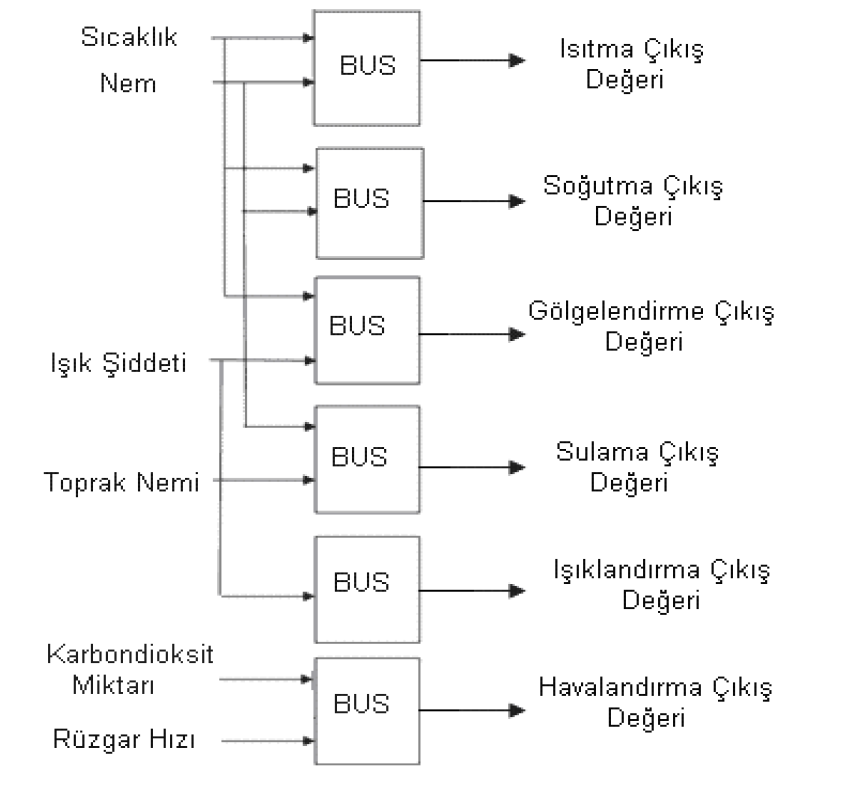 Sıcaklık
Nem
BUS
Isıtma Çıkış
Değeri
BUS
Soğutma Çıkış
Değeri
BUS
Gölgelendirme Çıkış
Değeri
Işık Şiddeti
BUS
Sulama Çıkış
Değeri
Toprak Nemi
BUS
Işıklandırma Çıkış
Değeri
Karbondioksit
Miktarı
BUS
Havalandırma Çıkış
Değeri
Rüzgar Hızı